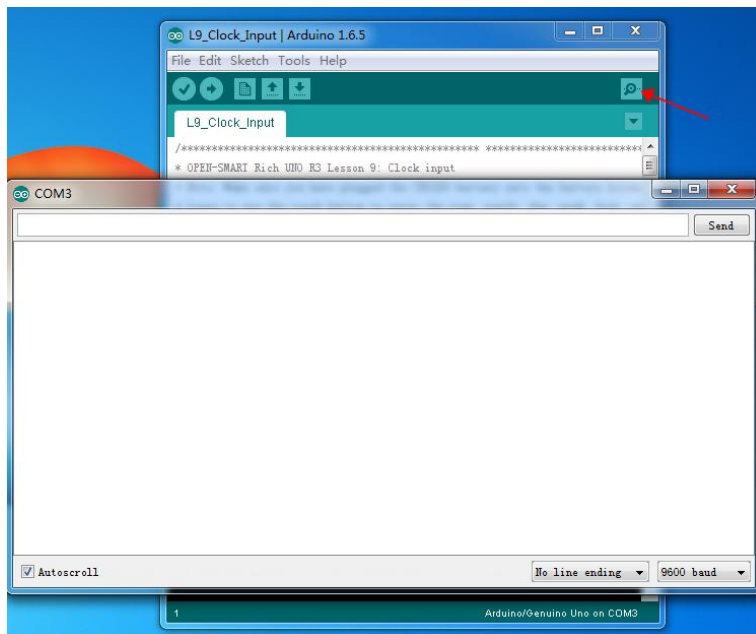 L9_Clock_Input | Arduino 1.6.5
File Edit Sketch Tools Help
L9_Clock_Input
/************************************************ **************************
* OPEN-SMART Rich UNO R3 Lesson 9: Clock input
COM3
Send
Autoscroll
No line ending
9600 baud
1
Arduino/Genuino Uno on COM3